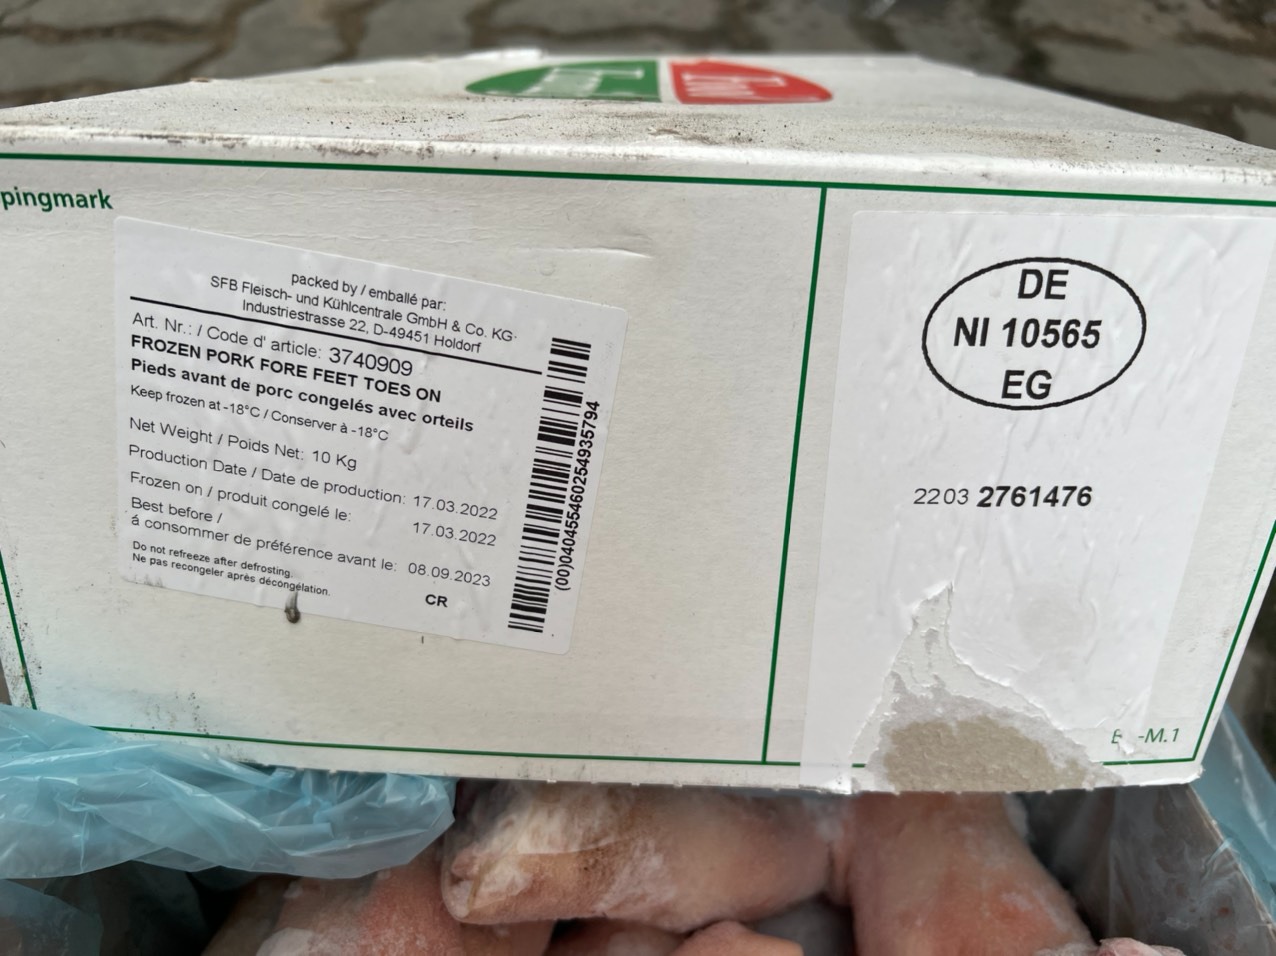 pingmark
packed by / emballé par:
SFB Fleisch- und Kühlcentrale GmbH & Co. KG·
Industriestrasse 22, D-49451 Holdorf
Art. Nr.: / Code d' article: 3740909
FROZEN PORK FORE FEET TOES ON
Pieds avant de porc congelés avec orteils
Keep frozen at -18°C / Conserver à -18°C
Net Weight / Poids Net: 10 Kg
Production Date / Date de production: 17.03.2022
Frozen on / produit congelé le: 17.03.2022
Best before /
á consommer de préférence avant le: 08.09.2023
Do not refreeze after defrosting.
Ne pas recongeler après décongélation.
CR
(00)040455460254935794
DE
NI 10565
EG
2203 2761476
-M.1